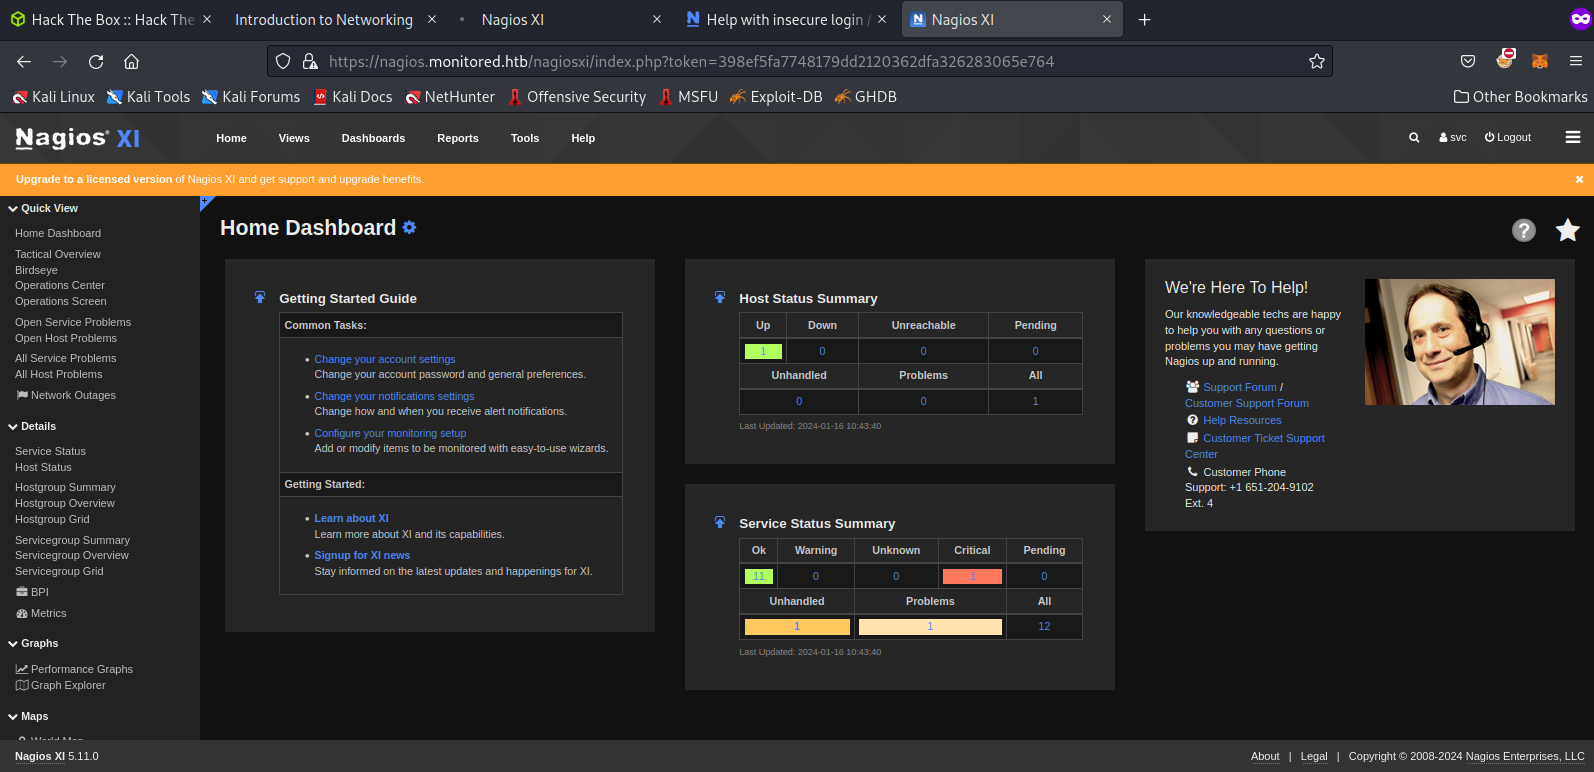 Hack The Box :: Hack The
Introduction to Networking
Nagios XI
Help with insecure login /
Nagios XI
https://nagios.monitored.htb/nagiosxi/index.php?token=398ef5fa7748179dd2120362dfa326283065e764
Kali Linux
Kali Tools
Kali Forums
Kali Docs
NetHunter
Offensive Security
MSFU
Exploit-DB
GHDB
Other Bookmarks
Nagios® XI
Home
Views
Dashboards
Reports
Tools
Help
svc
Logout
Upgrade to a licensed version of Nagios XI and get support and upgrade benefits.
Quick View
Home Dashboard
Tactical Overview
Birdseye
Operations Center
Operations Screen
Open Service Problems
Open Host Problems
All Service Problems
All Host Problems
Network Outages
Details
Service Status
Host Status
Hostgroup Summary
Hostgroup Overview
Hostgroup Grid
Servicegroup Summary
Servicegroup Overview
Servicegroup Grid
BPI
Metrics
Graphs
Performance Graphs
Graph Explorer
Maps
World Map
Home Dashboard
Getting Started Guide
Common Tasks:
Change your account settings
Change your account password and general preferences.
Change your notifications settings
Change how and when you receive alert notifications.
Configure your monitoring setup
Add or modify items to be monitored with easy-to-use wizards.
Getting Started:
Learn about XI
Learn more about XI and its capabilities.
Signup for XI news
Stay informed on the latest updates and happenings for XI.
Host Status Summary
Up Down Unreachable Pending
1 0 0 0
Unhandled Problems All
0 0 1
Last Updated: 2024-01-16 10:43:40
Service Status Summary
Ok Warning Unknown Critical Pending
11 0 0 1 0
Unhandled Problems All
1 1 12
Last Updated: 2024-01-16 10:43:40
We're Here To Help!
Our knowledgeable techs are happy
to help you with any questions or
problems you may have getting
Nagios up and running.
Support Forum /
Customer Support Forum
Help Resources
Customer Ticket Support
Center
Customer Phone
Support: +1 651-204-9102
Ext. 4
Nagios XI 5.11.0
About | Legal | Copyright © 2008-2024 Nagios Enterprises, LLC